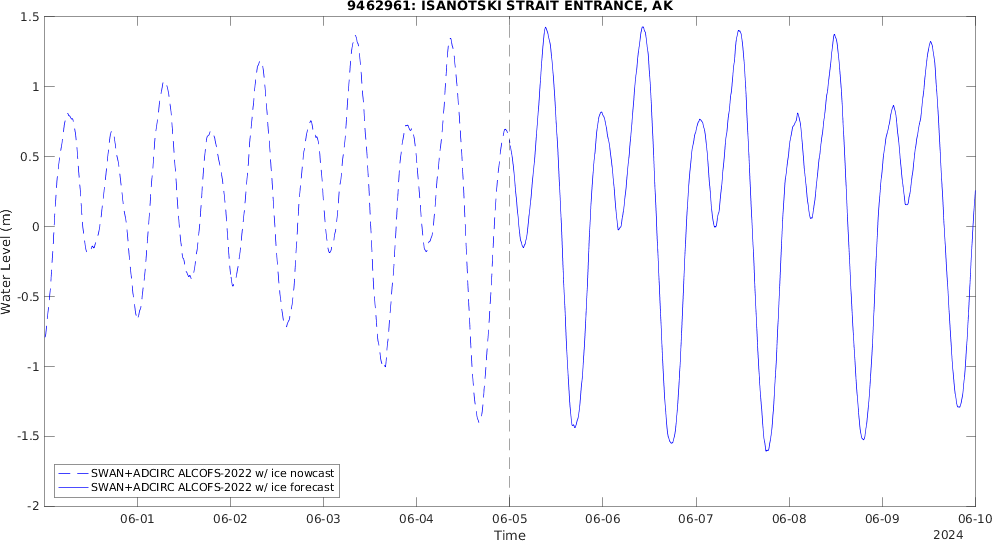 9462961: ISANOTSKI STRAIT ENTRANCE, AK
1.5
1
0.5
0
-0.5
-1
-1.5
-2
Water Level (m)
SWAN+ADCIRC ALCOFS-2022 w/ ice nowcast
SWAN+ADCIRC ALCOFS-2022 w/ ice forecast
06-01 06-02 06-03 06-04 06-05 06-06 06-07 06-08 06-09 06-10
Time
2024